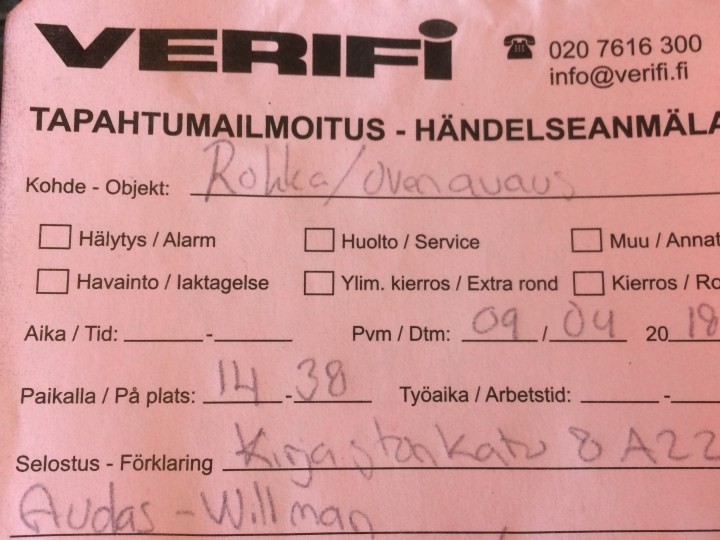 VERIFi
020 7616 300
info@verifi.fi
TAPAHTUMAILMOITUS - HÄNDELSEANMÄLA
Kohde - Objekt: Rohka/ovenavaus
Hälytys / Alarm Huolto / Service Muu / Annat
Havainto / Iaktagelse Ylim. kierros / Extra rond Kierros / Ro
Aika / Tid: - Pvm / Dtm: 09 / 04 20 18
Paikalla / På plats: 14 - 38 Työaika / Arbetstid: -
Selostus - Förklaring Kirjastonkatu 8 A22
Audas - Willman